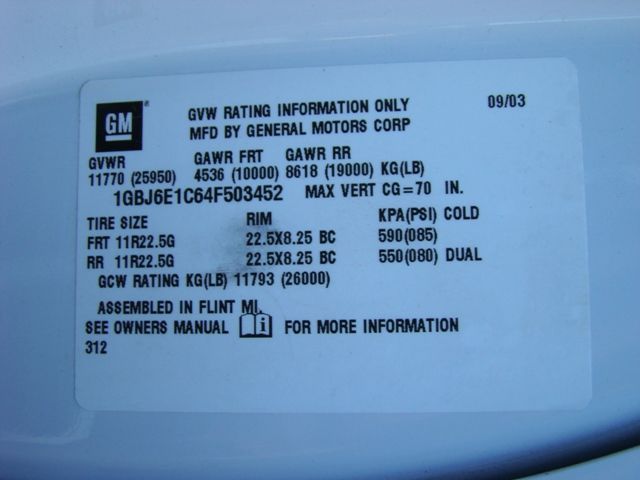 GM
GVW RATING INFORMATION ONLY 09/03
MFD BY GENERAL MOTORS CORP
GVWR GAWR FRT GAWR RR
11770 (25950) 4536 (10000) 8618 (19000) KG(LB)
1GBJ6E1C64F503452 MAX VERT CG=70 IN.
TIRE SIZE RIM KPA(PSI) COLD
FRT 11R22.5G 22.5X8.25 BC 590(085)
RR 11R22.5G 22.5X8.25 BC 550(080) DUAL
GCW RATING KG(LB) 11793 (26000)
ASSEMBLED IN FLINT MI.
SEE OWNERS MANUAL i FOR MORE INFORMATION
312